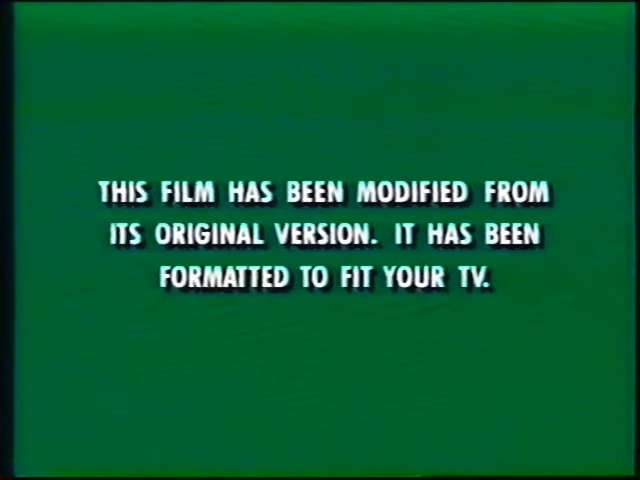 THIS FILM HAS BEEN MODIFIED FROM
ITS ORIGINAL VERSION. IT HAS BEEN
FORMATTED TO FIT YOUR TV.